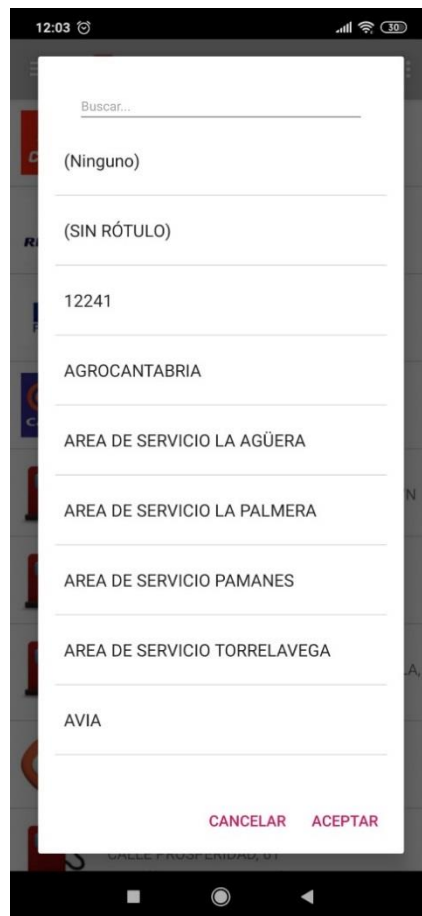 12:03
30
Buscar...
(Ninguno)
(SIN RÓTULO)
12241
AGROCANTABRIA
AREA DE SERVICIO LA AGÜERA
AREA DE SERVICIO LA PALMERA
AREA DE SERVICIO PAMANES
AREA DE SERVICIO TORRELAVEGA
AVIA
CANCELAR ACEPTAR
CALLE PROSPERIDAD, 61